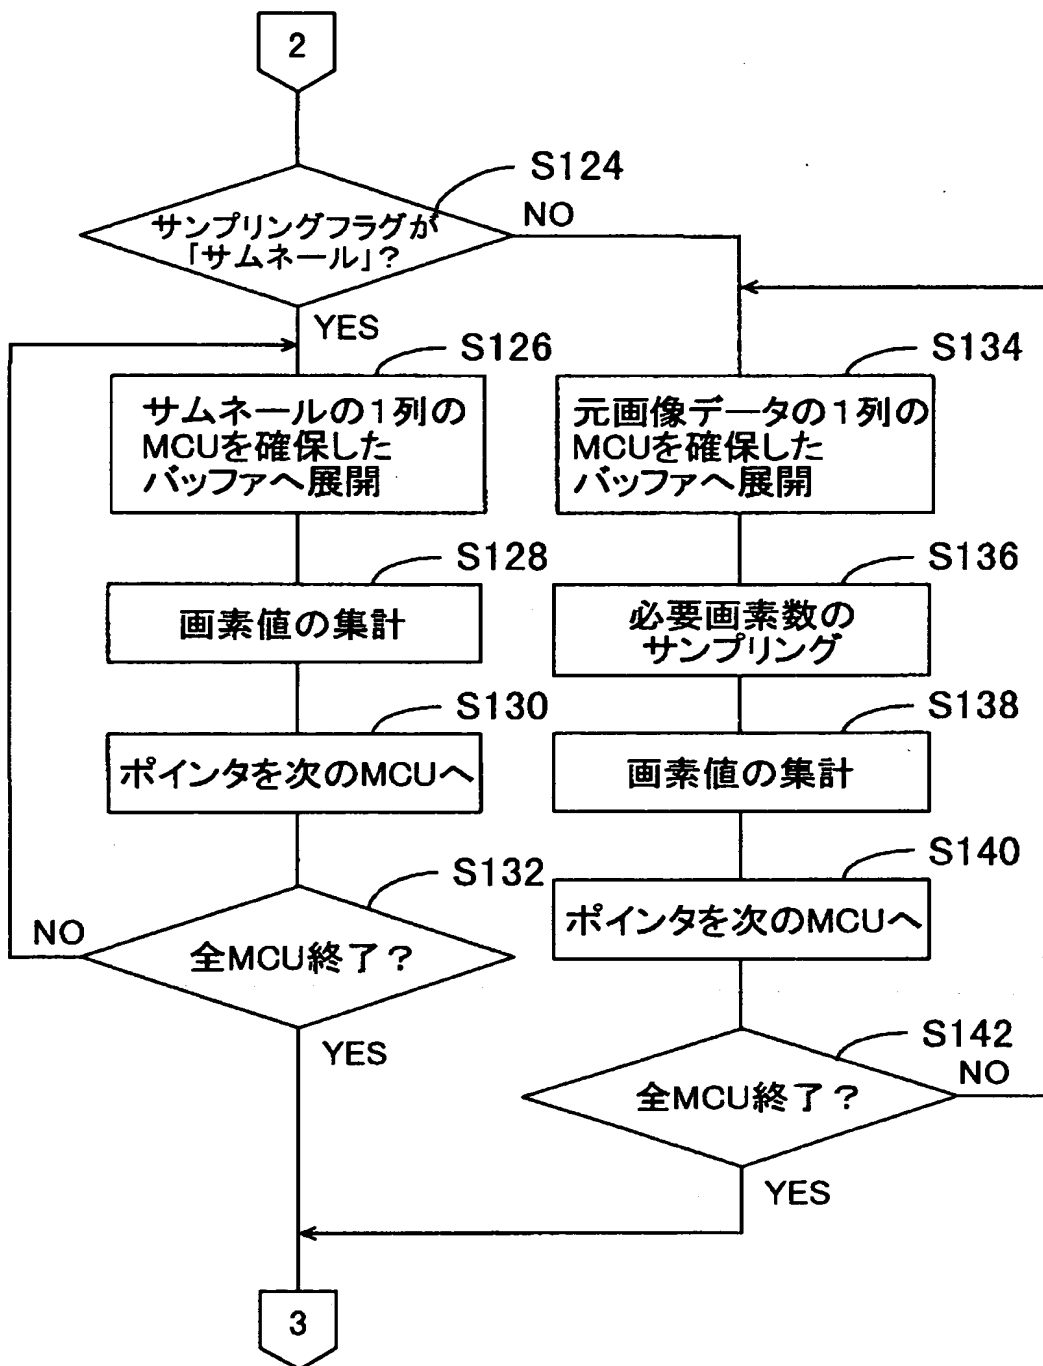 2
S124
サンプリングフラグが
「サムネール」?
NO
YES
S126
サムネールの1列の
MCUを確保した
バッファへ展開
S128
画素値の集計
S130
ポインタを次のMCUへ
S132
全MCU終了?
NO
YES
S134
元画像データの1列の
MCUを確保した
バッファへ展開
S136
必要画素数の
サンプリング
S138
画素値の集計
S140
ポインタを次のMCUへ
S142
全MCU終了?
NO
YES
3